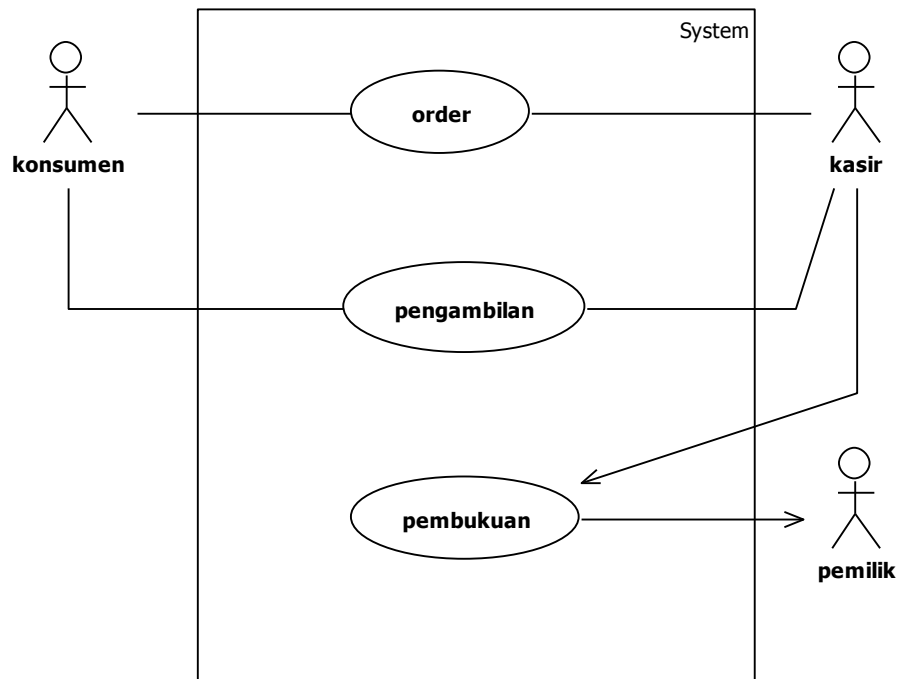 System
order
konsumen
kasir
pengambilan
pembukuan
pemilik